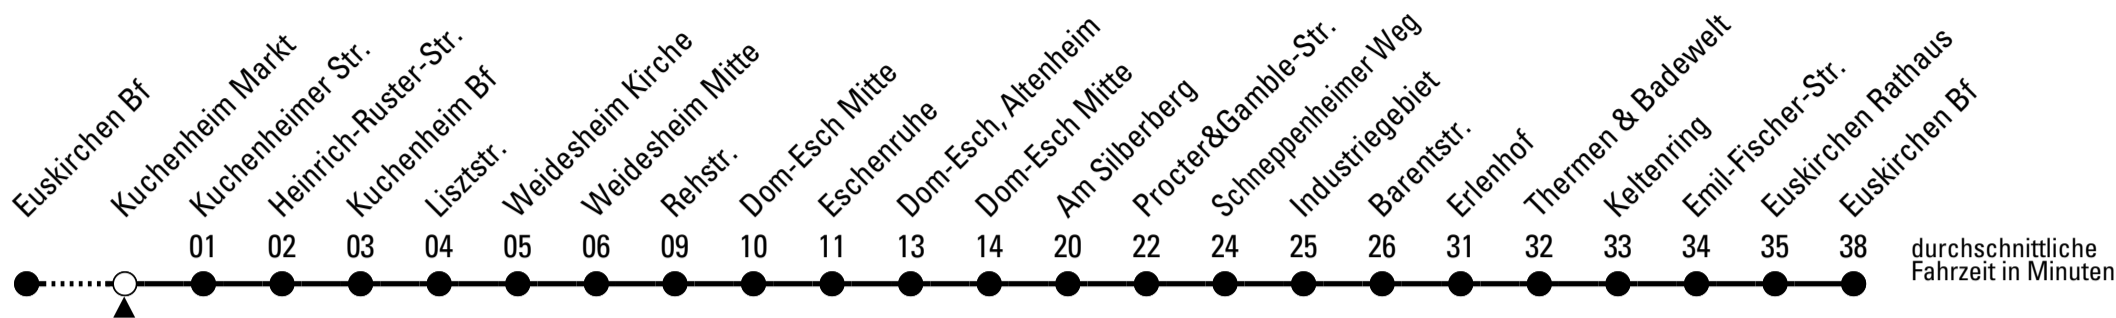 Euskirchen Bf
Kuchenheim Markt
Kuchenheimer Str.
Heinrich-Ruster-Str.
Kuchenheim Bf
Lisztstr.
Weidesheim Kirche
Weidesheim Mitte
Rehstr.
Dom-Esch Mitte
Eschenruhe
Dom-Esch, Altenheim
Dom-Esch Mitte
Am Silberberg
Procter&Gamble-Str.
Schneppenheimer Weg
Industriegebiet
Barentstr.
Erlenhof
Thermen & Badewelt
Keltenring
Emil-Fischer-Str.
Euskirchen Rathaus
Euskirchen Bf
01 02 03 04 05 06 09 10 11 13 14 20 22 24 25 26 31 32 33 34 35 38
durchschnittliche
Fahrzeit in Minuten